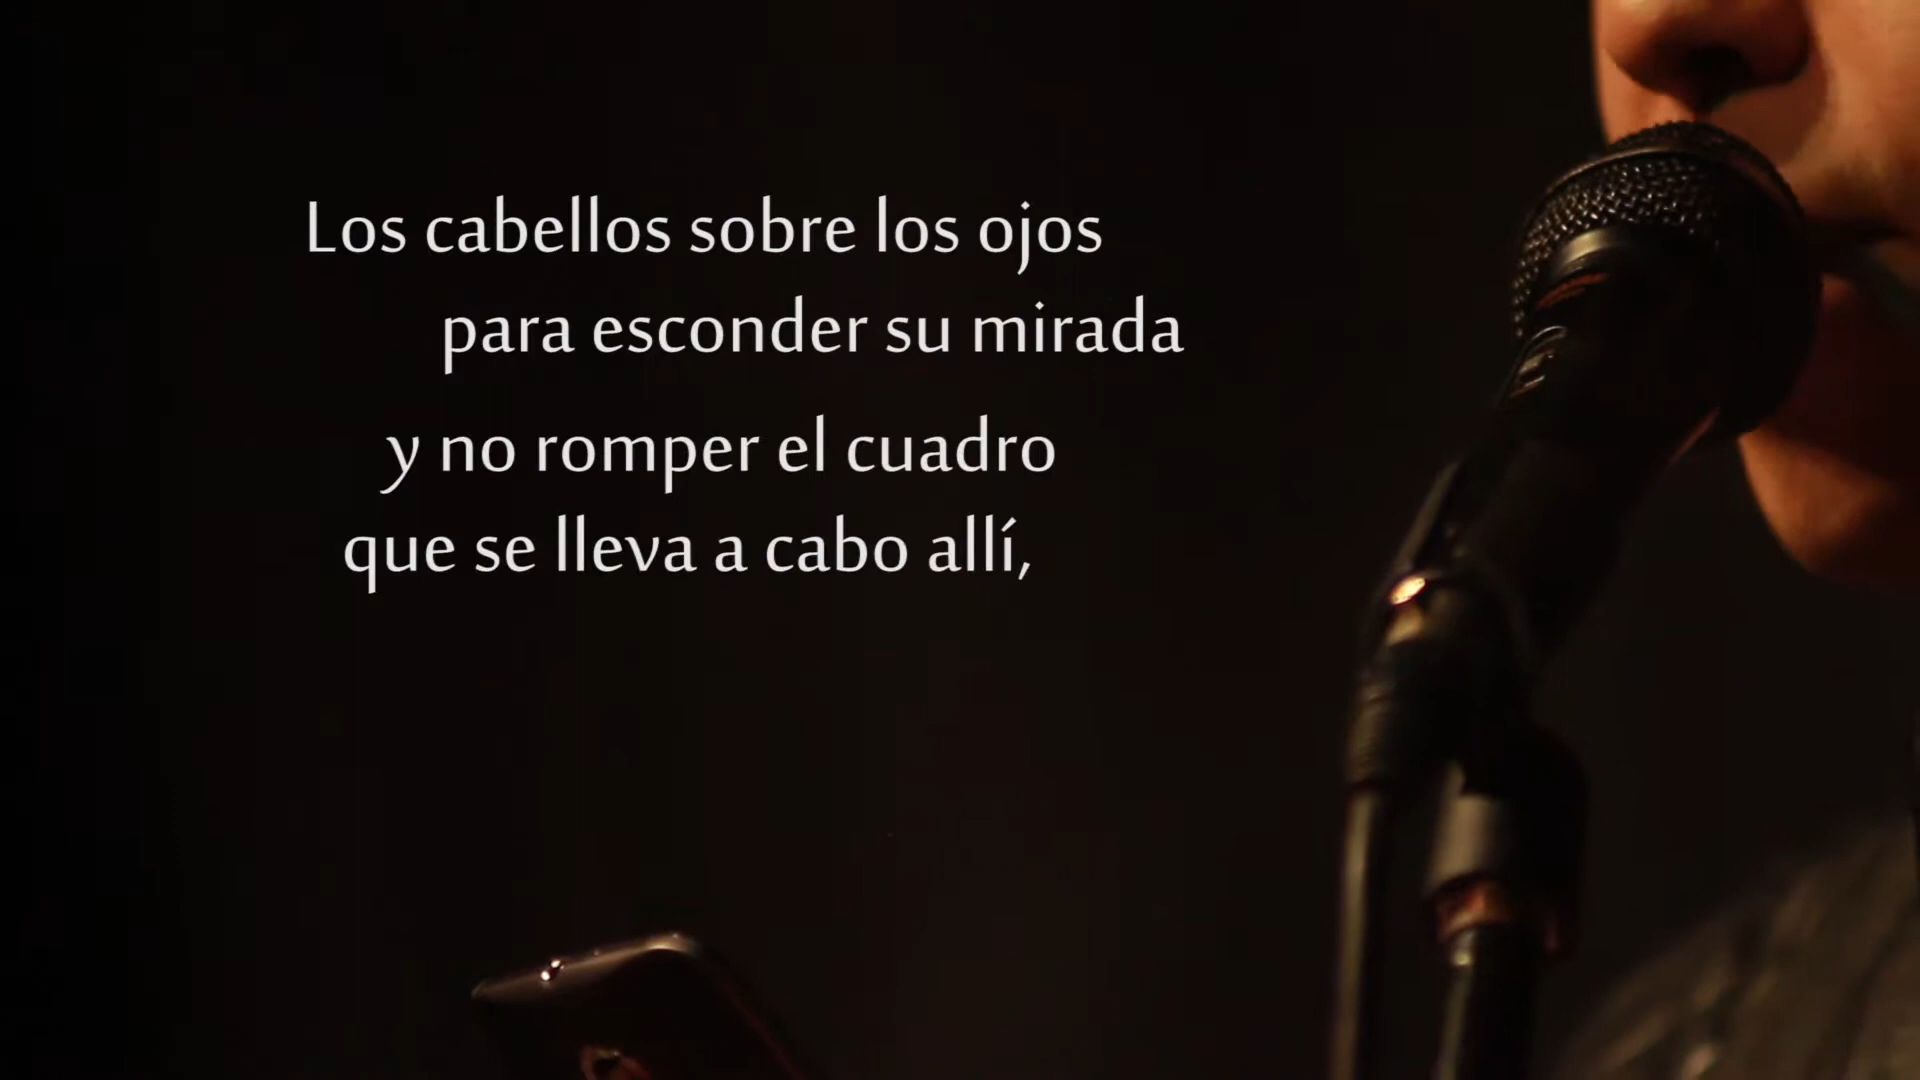 Los cabellos sobre los ojos
para esconder su mirada
y no romper el cuadro
que se lleva a cabo allí,